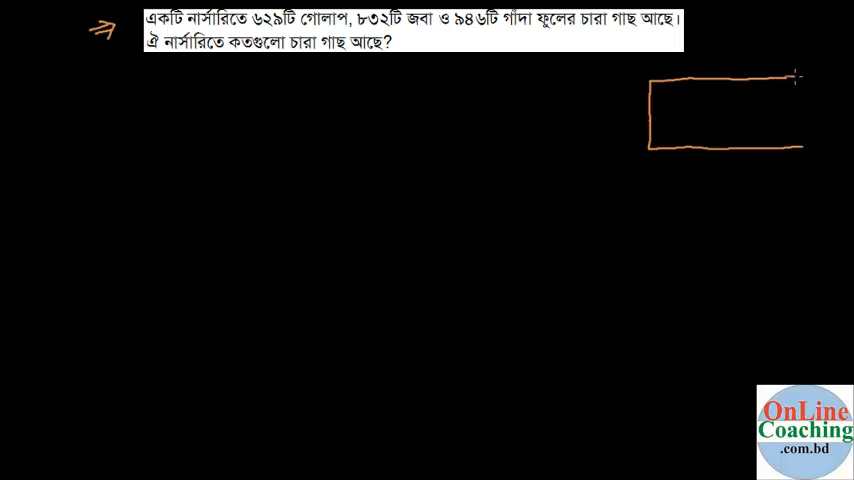 একটি নার্সারিতে ৬২৯টি গোলাপ, ৮৩২টি জবা ও ৯৪৬টি গাঁদা ফুলের চারা গাছ আছে।
ঐ নার্সারিতে কতগুলো চারা গাছ আছে?
OnLine
Coaching
.com.bd